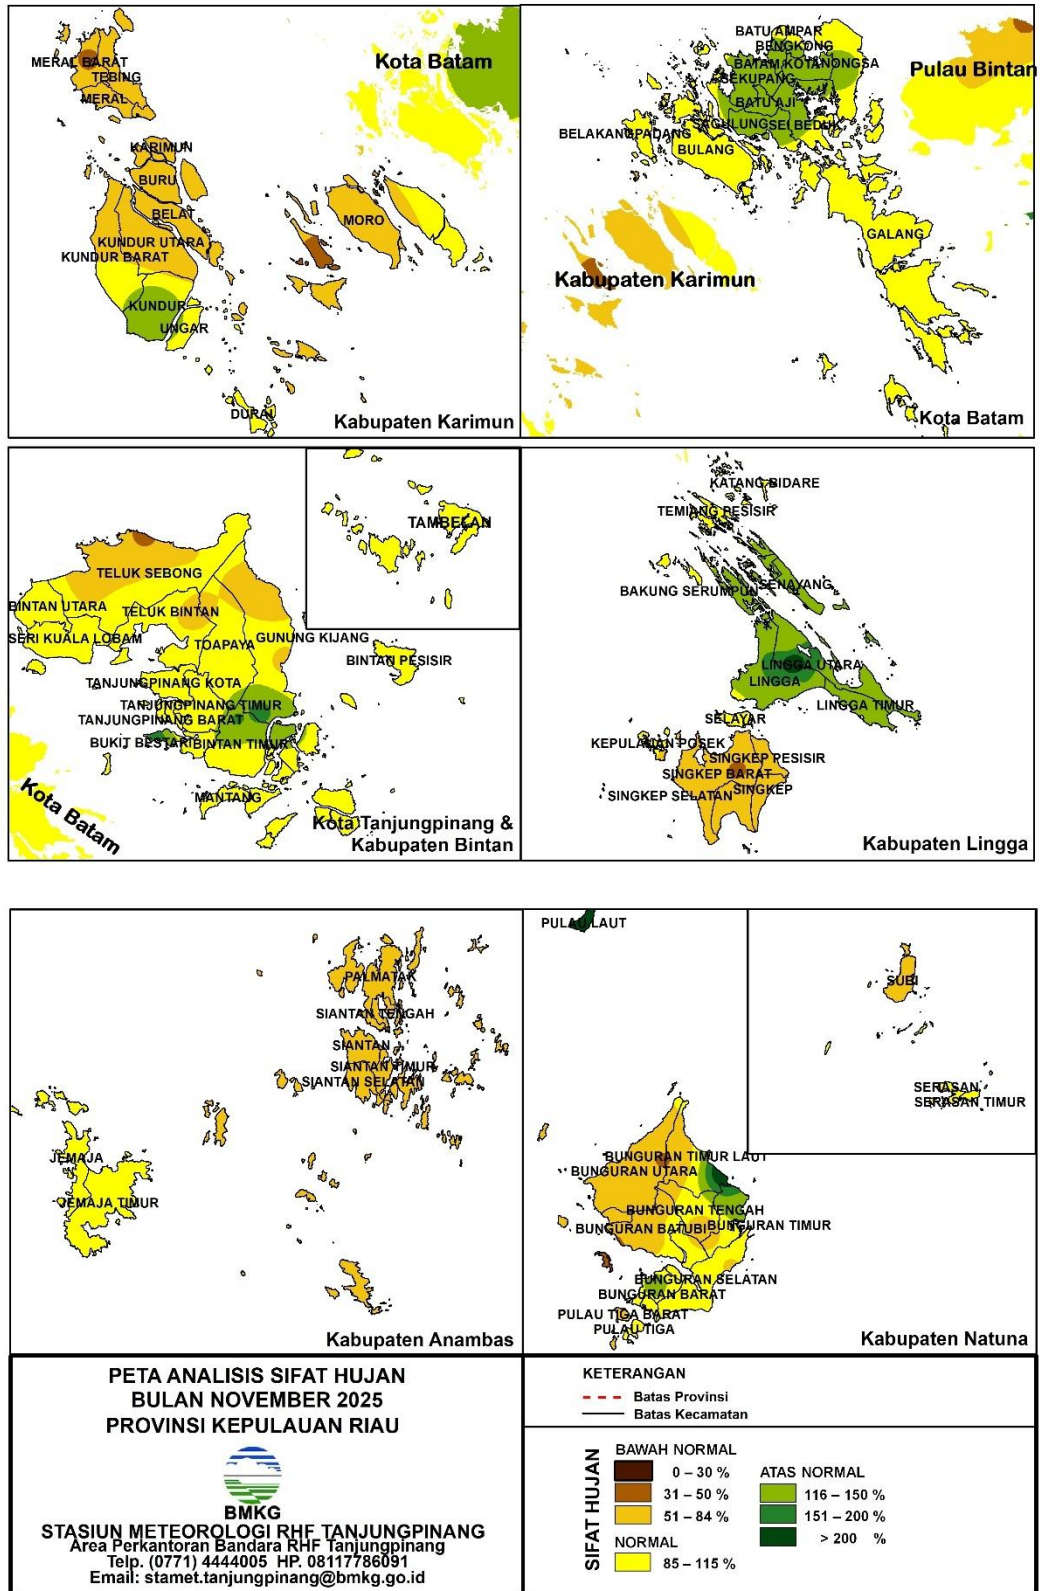 MERAL BARAT
TEBING
MERAL
KARIMUN
BURU
BELAT
KUNDUR UTARA
KUNDUR BARAT
KUNDUR
UNGAR
MORO
DURAI
Kota Batam
Kabupaten Karimun
BATU AMPAR
BENGKONG
BATAM KOTA
NONGSA
SEKUPANG
BATU AJI
SAGULUNG
SEI BEDUK
BELAKANGPADANG
BULANG
GALANG
Pulau Bintan
Kabupaten Karimun
Kota Batam
TAMBELAN
TELUK SEBONG
BINTAN UTARA
TELUK BINTAN
SERI KUALA LOBAM
TOAPAYA
GUNUNG KIJANG
BINTAN PESISIR
TANJUNGPINANG KOTA
TANJUNGPINANG TIMUR
TANJUNGPINANG BARAT
BUKIT BESTARI
BINTAN TIMUR
MANTANG
Kota Batam
Kota Tanjungpinang &
Kabupaten Bintan
KATANG BIDARE
TEMIANG PESISIR
BAKUNG SERUMPUN
SENAYANG
LINGGA UTARA
LINGGA
LINGGA TIMUR
SELAYAR
KEPULAUAN POSEK
SINGKEP PESISIR
SINGKEP BARAT
SINGKEP SELATAN
SINGKEP
Kabupaten Lingga
PALMATAK
SIANTAN TENGAH
SIANTAN
SIANTAN TIMUR
SIANTAN SELATAN
JEMAJA
JEMAJA TIMUR
Kabupaten Anambas
PULAU LAUT
SUBI
SERASAN
SERASAN TIMUR
BUNGURAN TIMUR LAUT
BUNGURAN UTARA
BUNGURAN TENGAH
BUNGURAN BATUBI
BUNGURAN TIMUR
BUNGURAN SELATAN
BUNGURAN BARAT
PULAU TIGA BARAT
PULAU TIGA
Kabupaten Natuna
PETA ANALISIS SIFAT HUJAN
BULAN NOVEMBER 2025
PROVINSI KEPULAUAN RIAU
BMKG
STASIUN METEOROLOGI RHF TANJUNGPINANG
Area Perkantoran Bandara RHF Tanjungpinang
Telp. (0771) 4444005 HP. 08117786091
Email: stamet.tanjungpinang@bmkg.go.id
KETERANGAN
Batas Provinsi
Batas Kecamatan
SIFAT HUJAN
BAWAH NORMAL
0 – 30 %
31 – 50 %
51 – 84 %
NORMAL
85 – 115 %
ATAS NORMAL
116 – 150 %
151 – 200 %
> 200 %